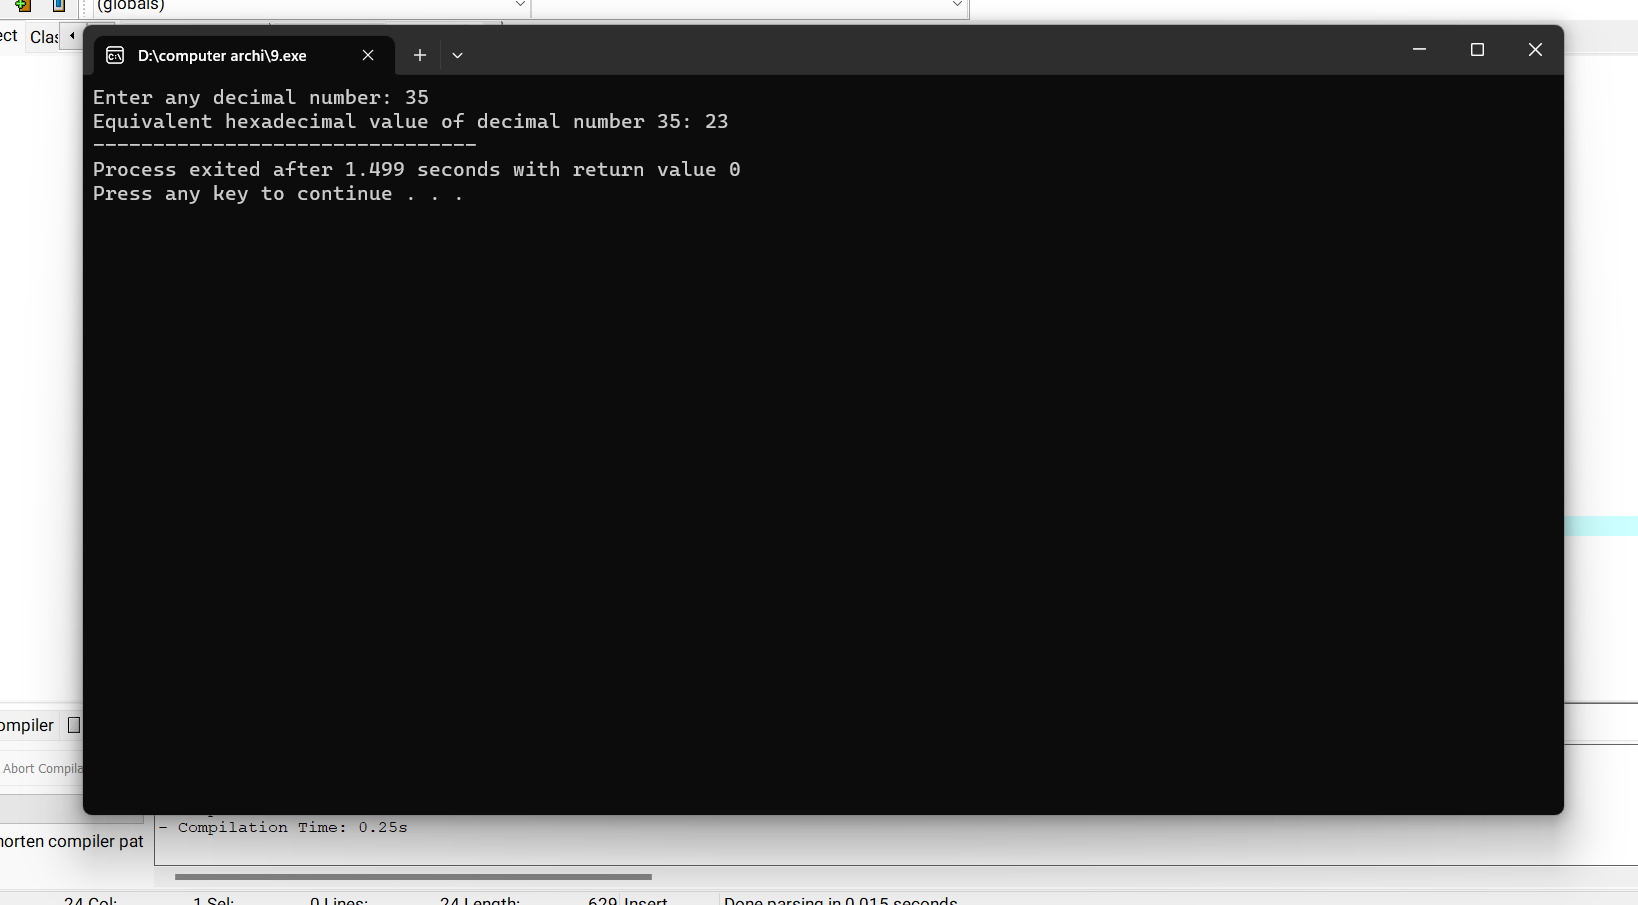 (globals)
ect Clas
D:\computer archi\9.exe
Enter any decimal number: 35
Equivalent hexadecimal value of decimal number 35: 23
--------------------------------
Process exited after 1.499 seconds with return value 0
Press any key to continue . . .
ompiler
Abort Compila
- Compilation Time: 0.25s
horten compiler pat
24 Col: 1 Sel: 0 Lines: 24 Length: 629 Insert Done parsing in 0.015 seconds